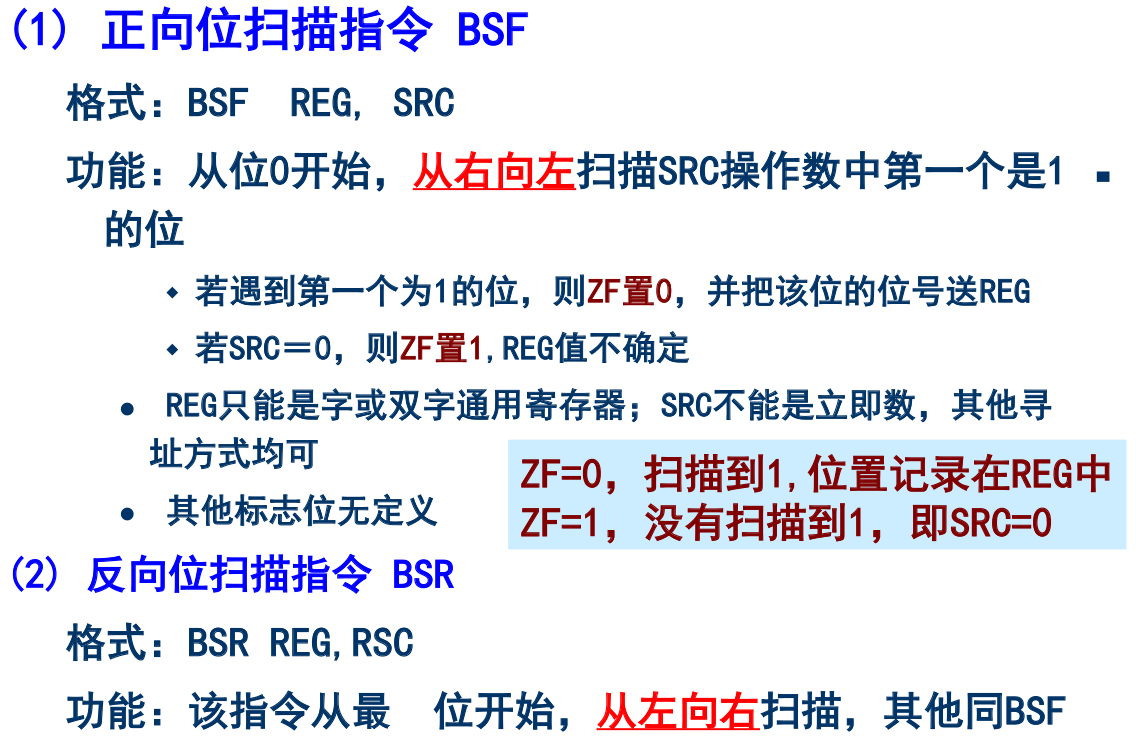 (1) 正向位扫描指令 BSF
格式：BSF REG, SRC
功能：从位0开始，从右向左扫描SRC操作数中第一个是1
的位
若遇到第一个为1的位，则ZF置0，并把该位的位号送REG
若SRC＝0，则ZF置1,REG值不确定
REG只能是字或双字通用寄存器；SRC不能是立即数，其他寻
址方式均可
ZF=0，扫描到1,位置记录在REG中
其他标志位无定义
ZF=1，没有扫描到1，即SRC=0
(2) 反向位扫描指令 BSR
格式：BSR REG,RSC
功能：该指令从最 位开始，从左向右扫描，其他同BSF